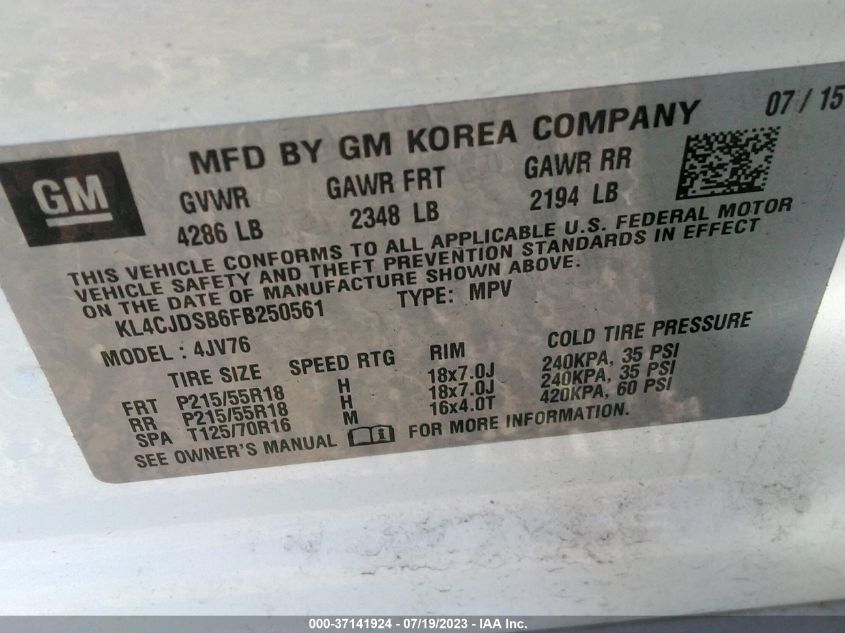 MFD BY GM KOREA COMPANY 07 / 15
GM
GVWR GAWR FRT GAWR RR
4286 LB 2348 LB 2194 LB
THIS VEHICLE CONFORMS TO ALL APPLICABLE U.S. FEDERAL MOTOR
VEHICLE SAFETY AND THEFT PREVENTION STANDARDS IN EFFECT
ON THE DATE OF MANUFACTURE SHOWN ABOVE.
KL4CJDSB6FB250561 TYPE: MPV
MODEL : 4JV76
TIRE SIZE SPEED RTG RIM COLD TIRE PRESSURE
FRT P215/55R18 H 18x7.0J 240KPA, 35 PSI
RR P215/55R18 H 18x7.0J 240KPA, 35 PSI
SPA T125/70R16 M 16x4.0T 420KPA, 60 PSI
SEE OWNER'S MANUAL FOR MORE INFORMATION.
000-37141924 - 07/19/2023 - IAA Inc.